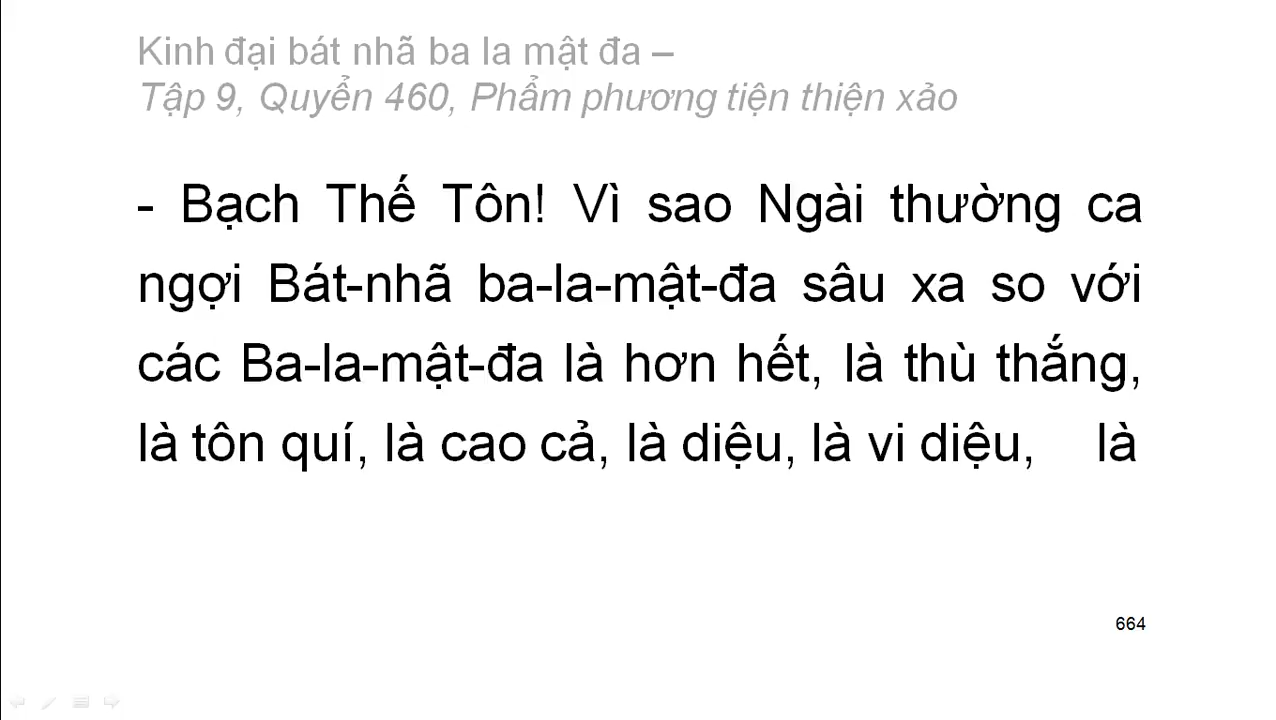 Kinh đại bát nhã ba la mật đa –
Tập 9, Quyển 460, Phẩm phương tiện thiện xảo
- Bạch Thế Tôn! Vì sao Ngài thường ca
ngợi Bát-nhã ba-la-mật-đa sâu xa so với
các Ba-la-mật-đa là hơn hết, là thù thắng,
là tôn quí, là cao cả, là diệu, là vi diệu, là
664